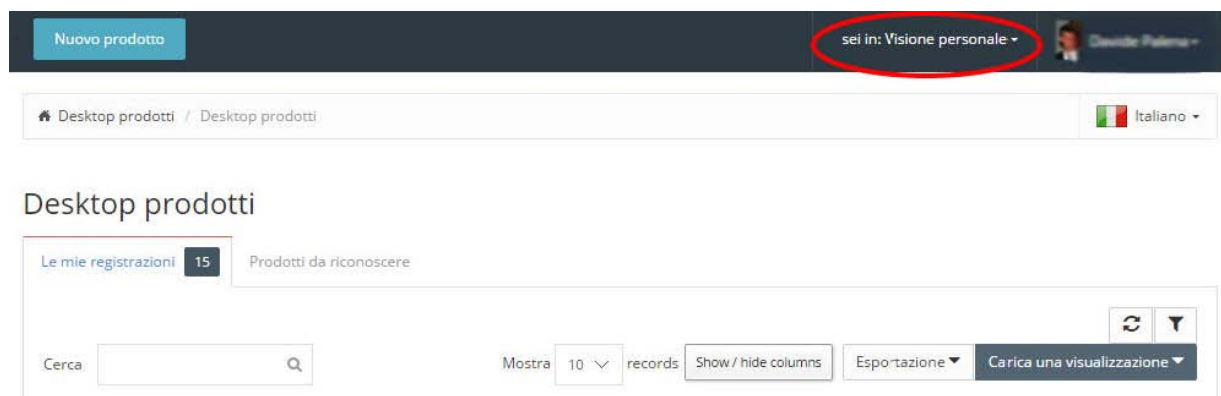 Nuovo prodotto
sei in: Visione personale
Desktop prodotti / Desktop prodotti
Italiano
Desktop prodotti
Le mie registrazioni 15 Prodotti da riconoscere
Cerca Mostra 10 records Show / hide columns Esportazione Carica una visualizzazione